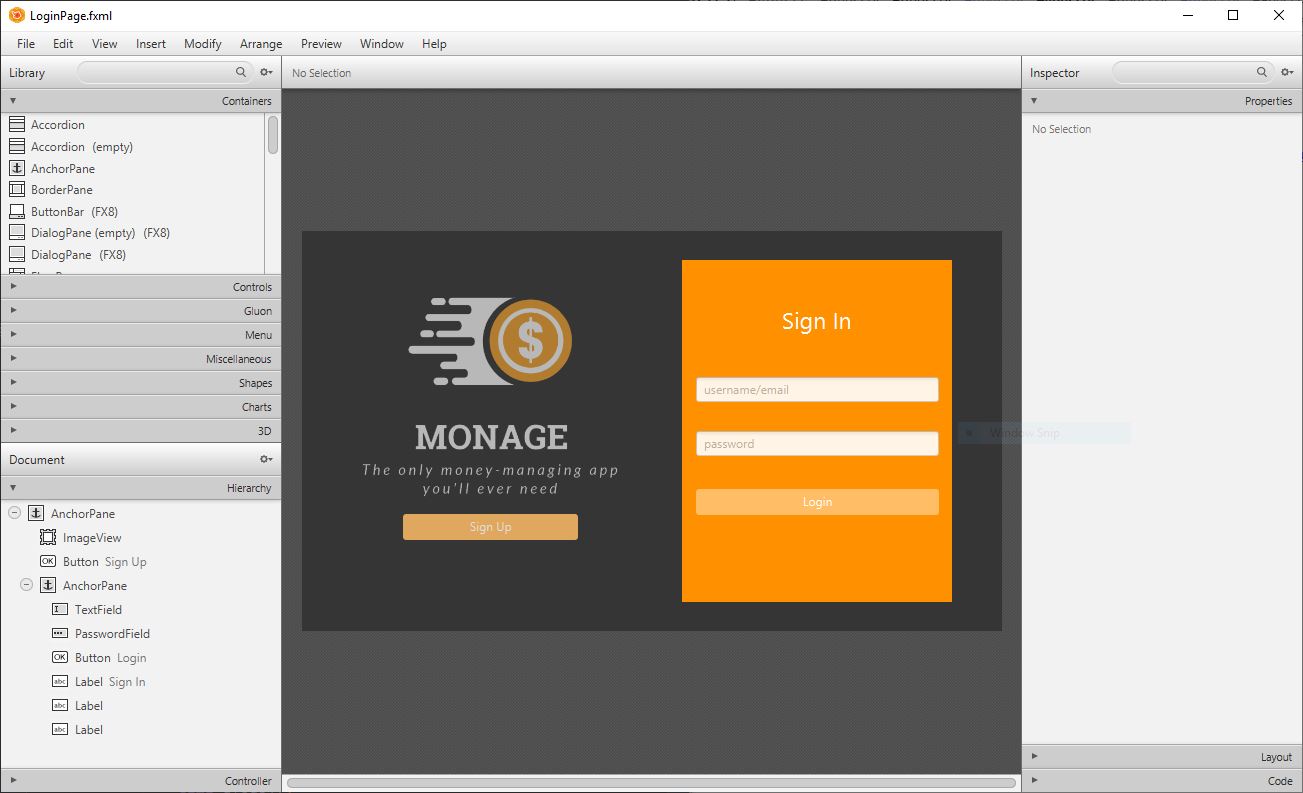 LoginPage.fxml
File Edit View Insert Modify Arrange Preview Window Help
Library
Containers
Accordion
Accordion (empty)
AnchorPane
BorderPane
ButtonBar (FX8)
DialogPane (empty) (FX8)
DialogPane (FX8)
Controls
Gluon
Menu
Miscellaneous
Shapes
Charts
3D
Document
Hierarchy
AnchorPane
ImageView
OK Button Sign Up
AnchorPane
TextField
PasswordField
OK Button Login
abc Label Sign In
abc Label
abc Label
Controller
No Selection
$
MONAGE
The only money-managing app
you'll ever need
Sign Up
Sign In
username/email
password
Login
Window Snip
Inspector
Properties
No Selection
Layout
Code